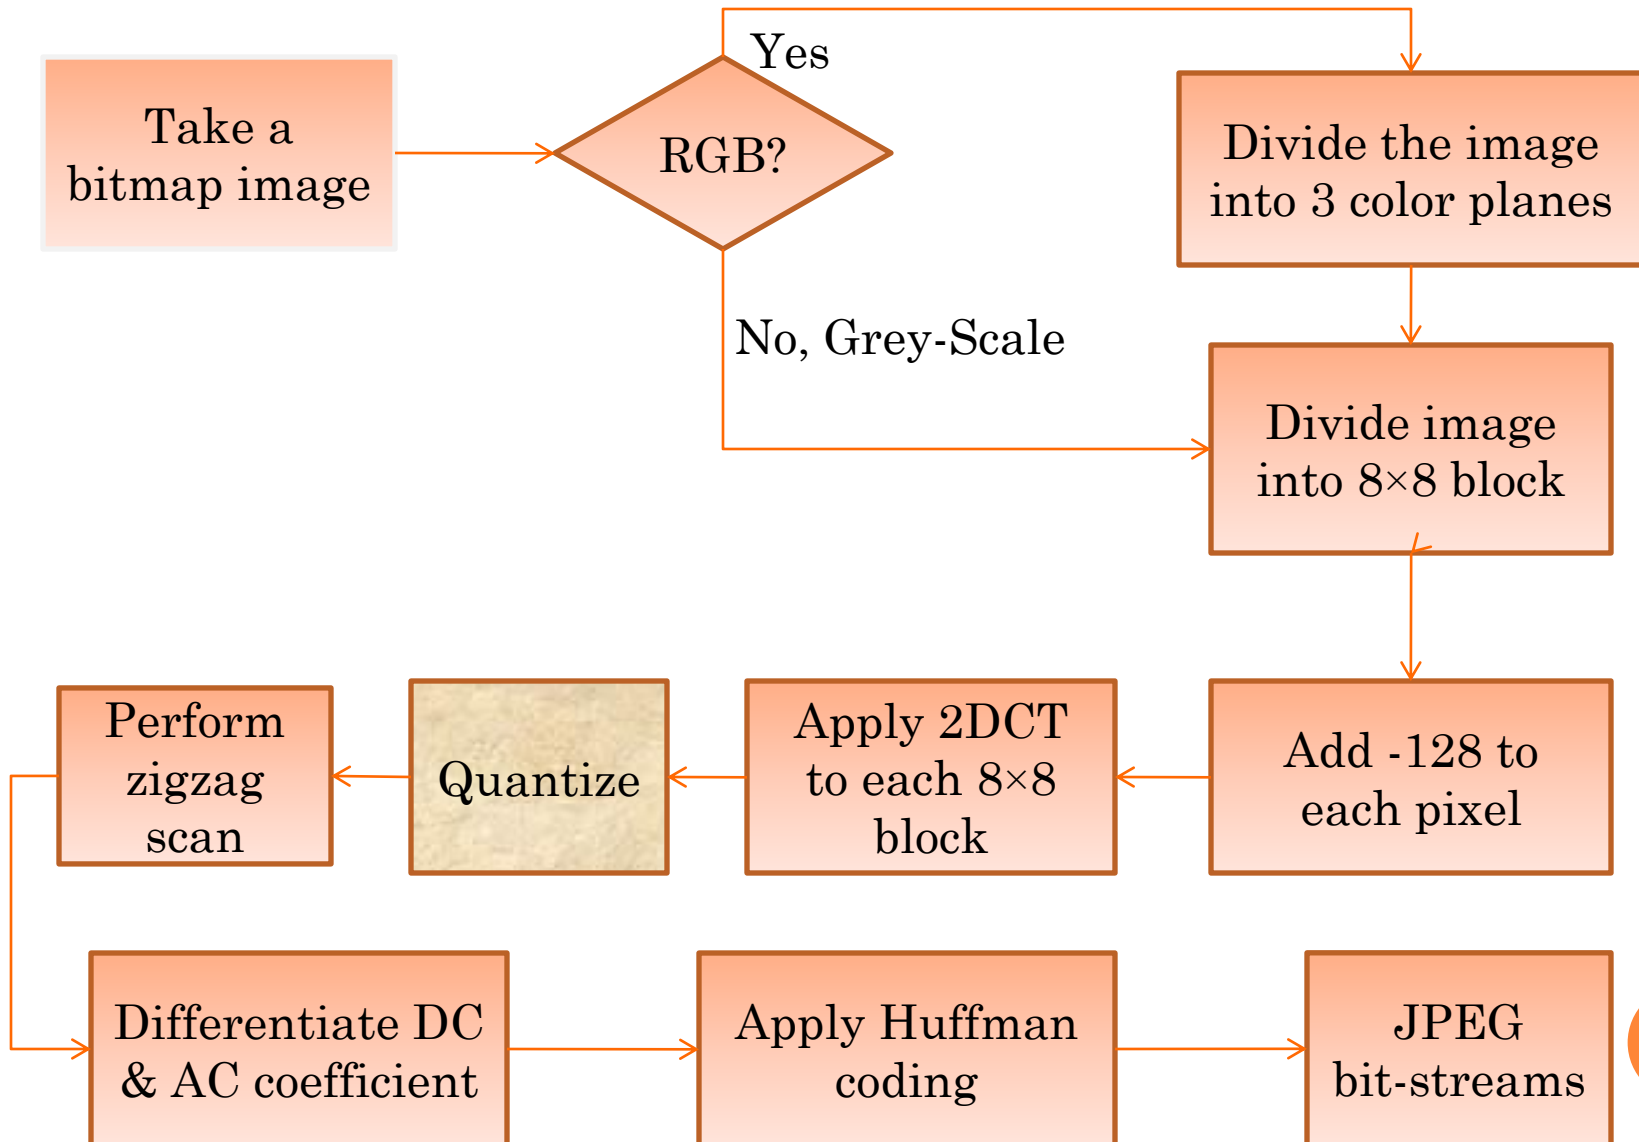 Take a
bitmap image
RGB?
Yes
Divide the image
into 3 color planes
No, Grey-Scale
Divide image
into 8×8 block
Add -128 to
each pixel
Apply 2DCT
to each 8×8
block
Quantize
Perform
zigzag
scan
Differentiate DC
& AC coefficient
Apply Huffman
coding
JPEG
bit-streams